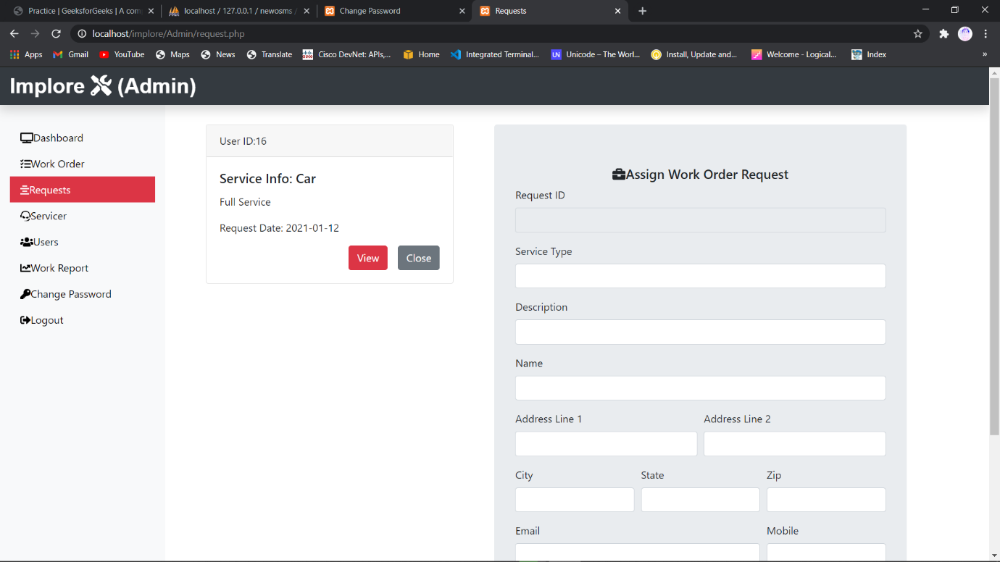 Practice | GeeksforGeeks | A com
localhost / 127.0.0.1 / newosms /
Change Password
Requests
localhost/implore/Admin/request.php
Apps
Gmail
YouTube
Maps
News
Translate
Cisco DevNet: APIs,...
Home
Integrated Terminal...
UN
Unicode – The Worl...
Install, Update and...
Welcome - Logical...
Index
»
Implore (Admin)
Dashboard
Work Order
Requests
Servicer
Users
Work Report
Change Password
Logout
User ID:16
Service Info: Car
Full Service
Request Date: 2021-01-12
View
Close
Assign Work Order Request
Request ID
Service Type
Description
Name
Address Line 1
Address Line 2
City
State
Zip
Email
Mobile